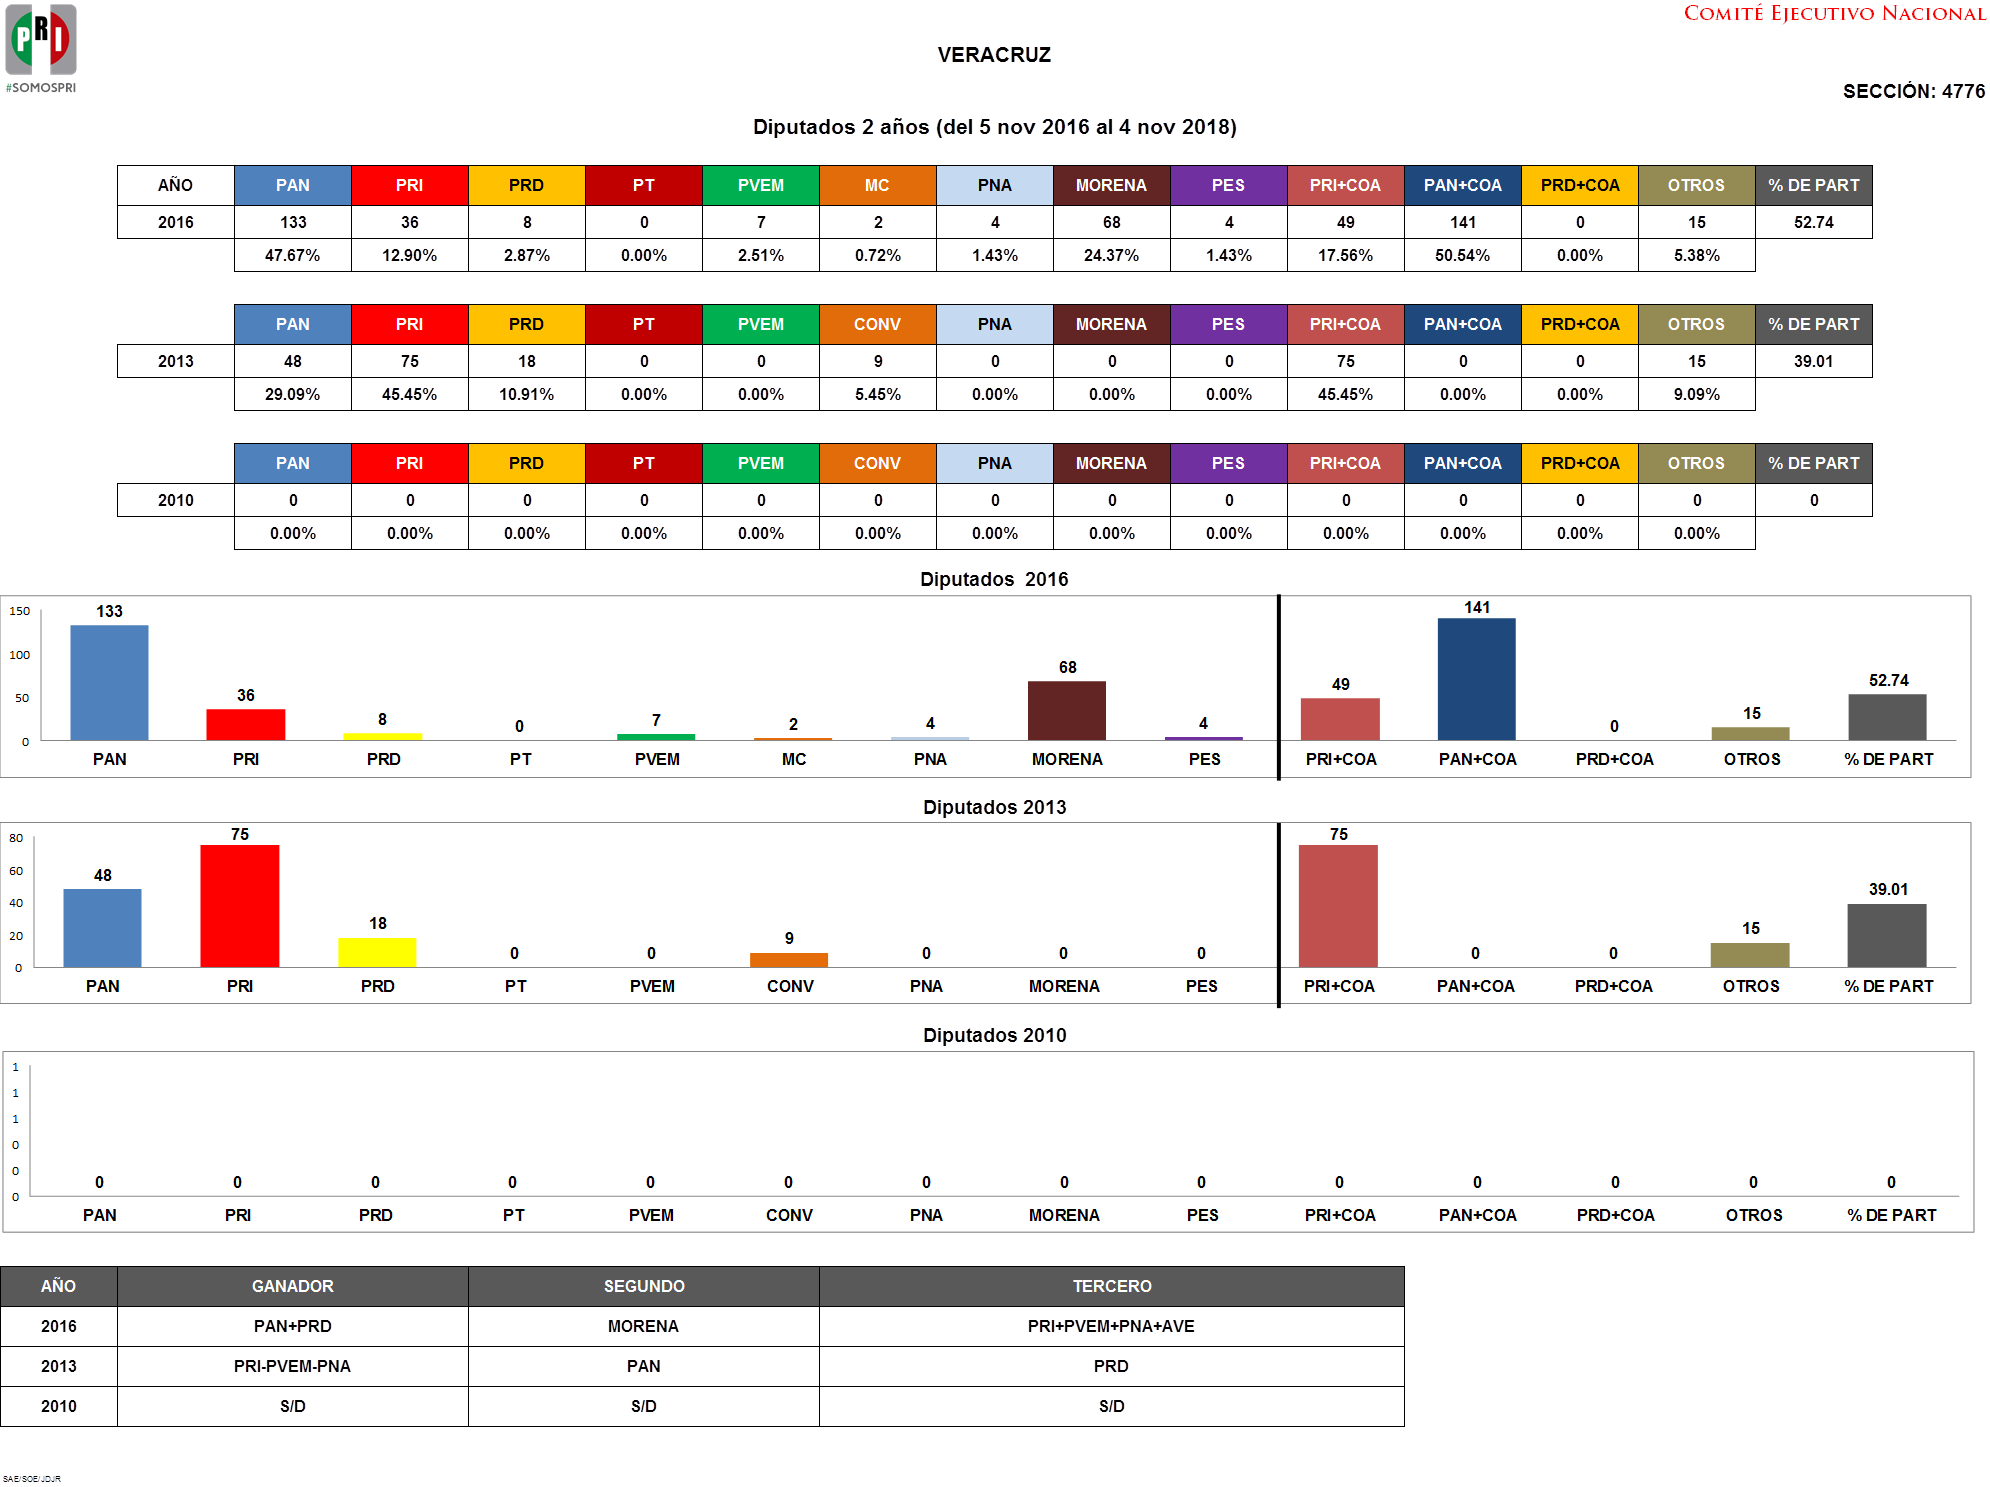 PRI
#SOMOSPRI
COMITÉ EJECUTIVO NACIONAL
VERACRUZ
SECCIÓN: 4776
Diputados 2 años (del 5 nov 2016 al 4 nov 2018)
AÑO PAN PRI PRD PT PVEM MC PNA MORENA PES PRI+COA PAN+COA PRD+COA OTROS % DE PART
2016 133 36 8 0 7 2 4 68 4 49 141 0 15 52.74
47.67% 12.90% 2.87% 0.00% 2.51% 0.72% 1.43% 24.37% 1.43% 17.56% 50.54% 0.00% 5.38%
PAN PRI PRD PT PVEM CONV PNA MORENA PES PRI+COA PAN+COA PRD+COA OTROS % DE PART
2013 48 75 18 0 0 9 0 0 0 75 0 0 15 39.01
29.09% 45.45% 10.91% 0.00% 0.00% 5.45% 0.00% 0.00% 0.00% 45.45% 0.00% 0.00% 9.09%
PAN PRI PRD PT PVEM CONV PNA MORENA PES PRI+COA PAN+COA PRD+COA OTROS % DE PART
2010 0 0 0 0 0 0 0 0 0 0 0 0 0 0
0.00% 0.00% 0.00% 0.00% 0.00% 0.00% 0.00% 0.00% 0.00% 0.00% 0.00% 0.00% 0.00%
Diputados 2016
150
100
50
0
133 36 8 0 7 2 4 68 4 49 141 0 15 52.74
PAN PRI PRD PT PVEM MC PNA MORENA PES PRI+COA PAN+COA PRD+COA OTROS % DE PART
Diputados 2013
80
60
40
20
0
48 75 18 0 0 9 0 0 0 75 0 0 15 39.01
PAN PRI PRD PT PVEM CONV PNA MORENA PES PRI+COA PAN+COA PRD+COA OTROS % DE PART
Diputados 2010
1
1
1
0
0
0
0 0 0 0 0 0 0 0 0 0 0 0 0 0
PAN PRI PRD PT PVEM CONV PNA MORENA PES PRI+COA PAN+COA PRD+COA OTROS % DE PART
AÑO GANADOR SEGUNDO TERCERO
2016 PAN+PRD MORENA PRI+PVEM+PNA+AVE
2013 PRI-PVEM-PNA PAN PRD
2010 S/D S/D S/D
SAE/SOE/JDJR